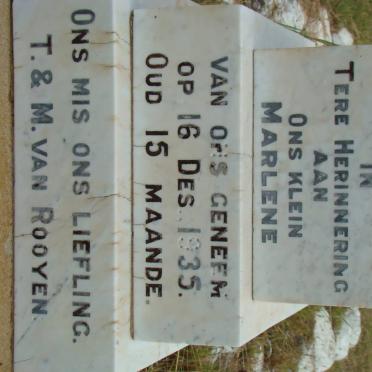 IN
TERE HERINNERING
AAN
ONS KLEIN
MARLENE
VAN ONS GENEEM
OP 16 DES. 1935.
OUD 15 MAANDE.
ONS MIS ONS LIEFLING.
T. & M. VAN ROOYEN